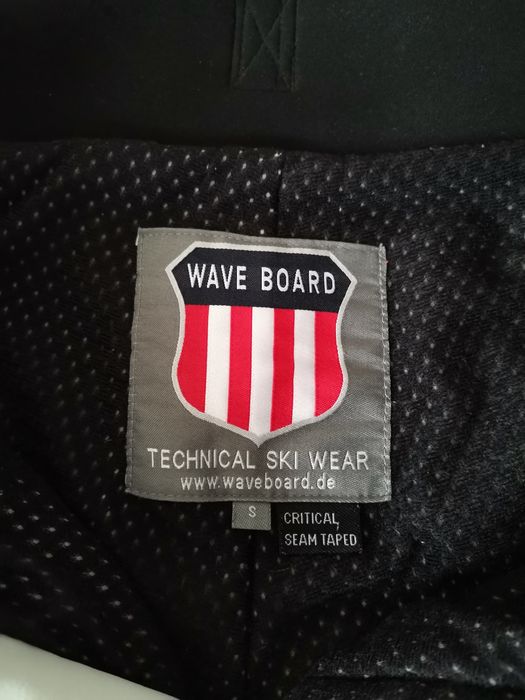 WAVE BOARD
TECHNICAL SKI WEAR
www.waveboard.de
S
CRITICAL,
SEAM TAPED